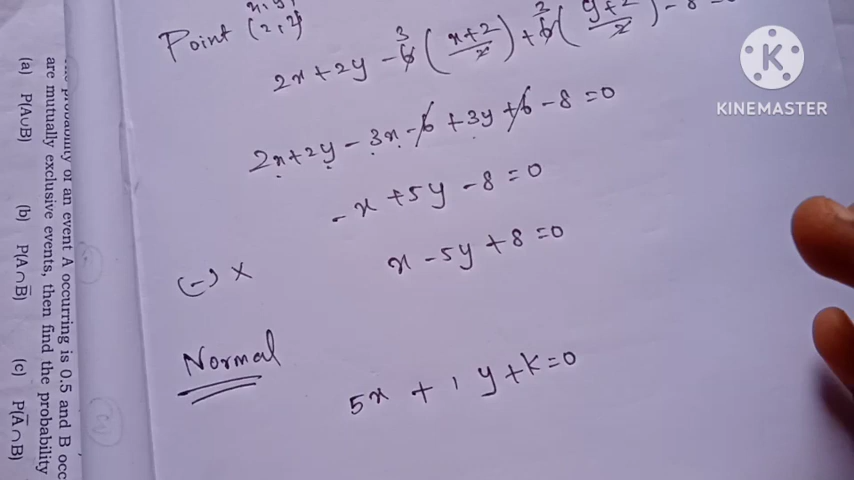 Point (2,2)
2x + 2y - 6 ( x+2 / 2 ) + 6 ( y+2 / 2 ) - 8 = 0
2x + 2y - 3x - 6 + 3y + 6 - 8 = 0
- x + 5y - 8 = 0
(-) x
x - 5y + 8 = 0
Normal
5x + 1 y + k = 0
KINEMASTER
probability of an event A occurring is 0.5 and B occ
are mutually exclusive events, then find the probability
(a) P(A∪B) (b) P(A∩B̅) (c) P(A̅∩B)